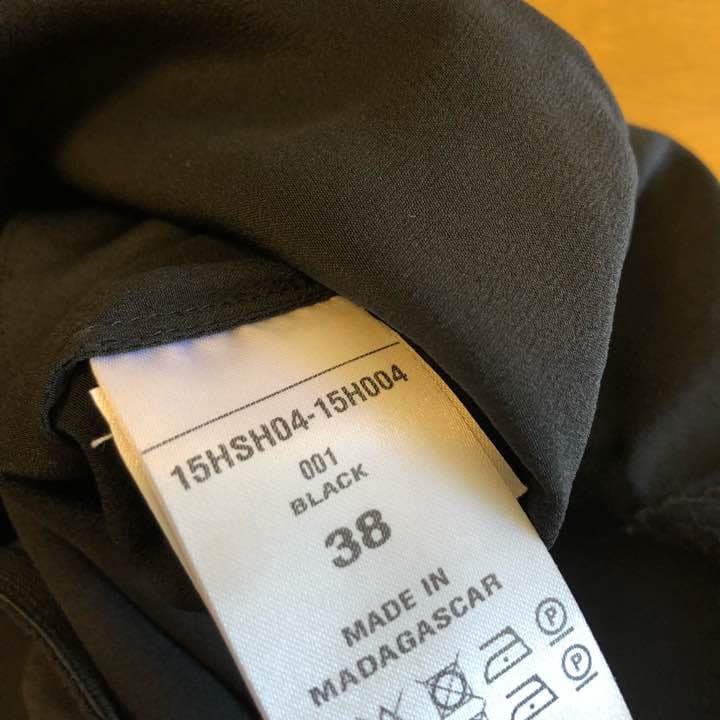 15HSH04-15H004
001
BLACK
38
MADE IN
MADAGASCAR
P
P